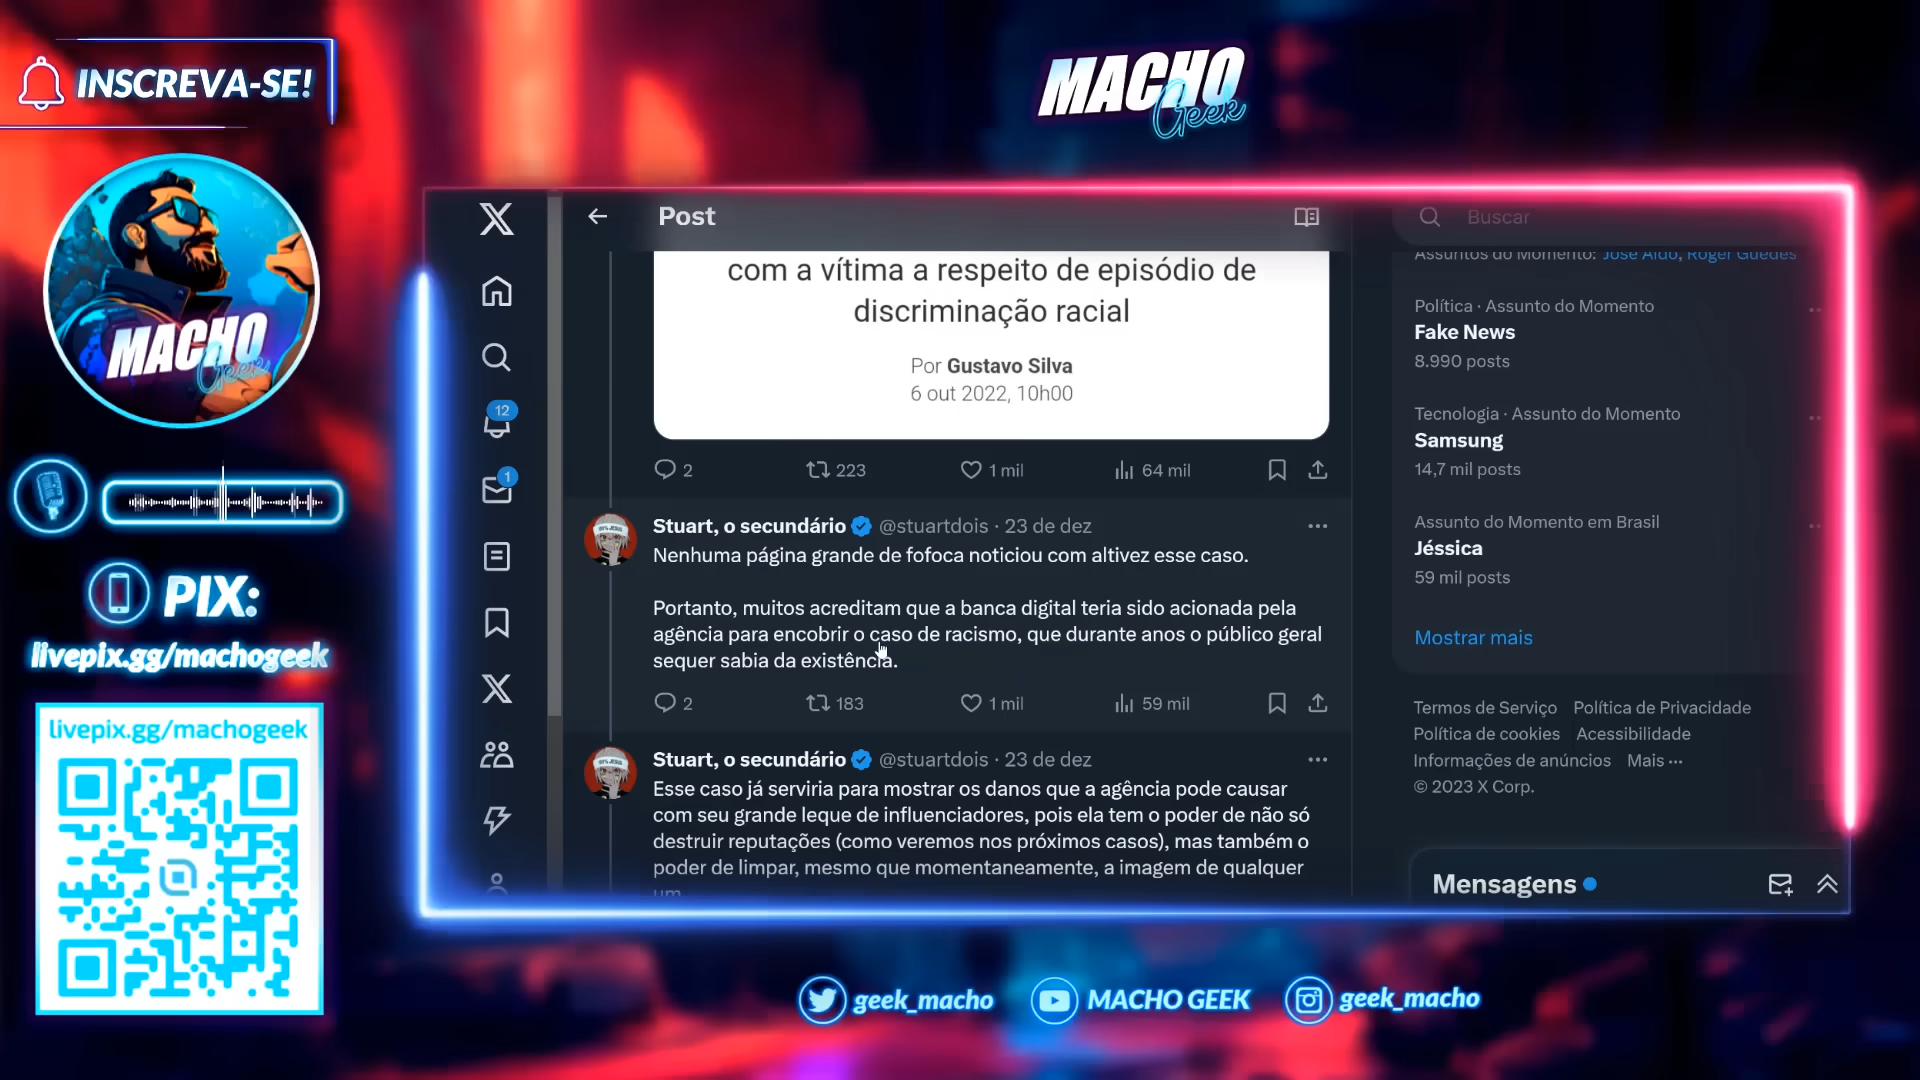 INSCREVA-SE!
MACHO
Geek
MACHO
Geek
PIX:
livepix.gg/machogeek
livepix.gg/machogeek
Post
com a vítima a respeito de episódio de
discriminação racial
Por Gustavo Silva
6 out 2022, 10h00
2 223 1 mil 64 mil
Stuart, o secundário @stuartdois · 23 de dez
Nenhuma página grande de fofoca noticiou com altivez esse caso.
Portanto, muitos acreditam que a banca digital teria sido acionada pela
agência para encobrir o caso de racismo, que durante anos o público geral
sequer sabia da existência.
2 183 1 mil 59 mil
Stuart, o secundário @stuartdois · 23 de dez
Esse caso já serviria para mostrar os danos que a agência pode causar
com seu grande leque de influenciadores, pois ela tem o poder de não só
destruir reputações (como veremos nos próximos casos), mas também o
poder de limpar, mesmo que momentaneamente, a imagem de qualquer
um
12
1
Buscar
Assuntos do Momento: José Aldo, Roger Guedes
Política · Assunto do Momento
Fake News
8.990 posts
Tecnologia · Assunto do Momento
Samsung
14,7 mil posts
Assunto do Momento em Brasil
Jéssica
59 mil posts
Mostrar mais
Termos de Serviço Política de Privacidade
Política de cookies Acessibilidade
Informações de anúncios Mais ···
© 2023 X Corp.
Mensagens
geek_macho MACHO GEEK geek_macho